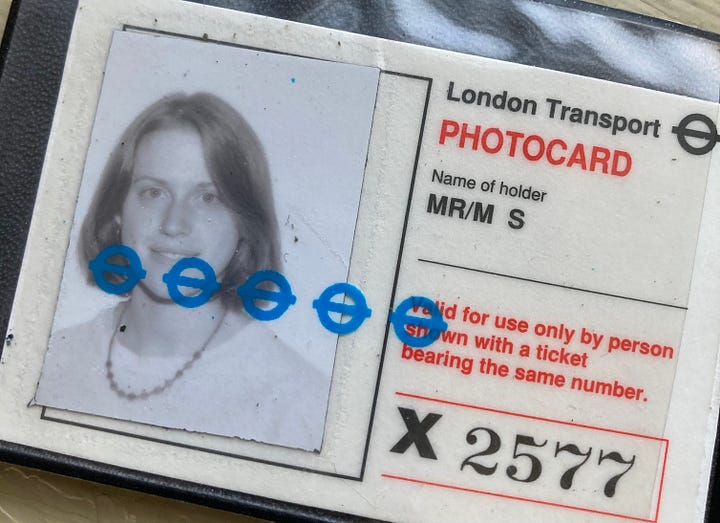 London Transport
PHOTOCARD
Name of holder
MR/M S
Valid for use only by person
shown with a ticket
bearing the same number.
X 2577